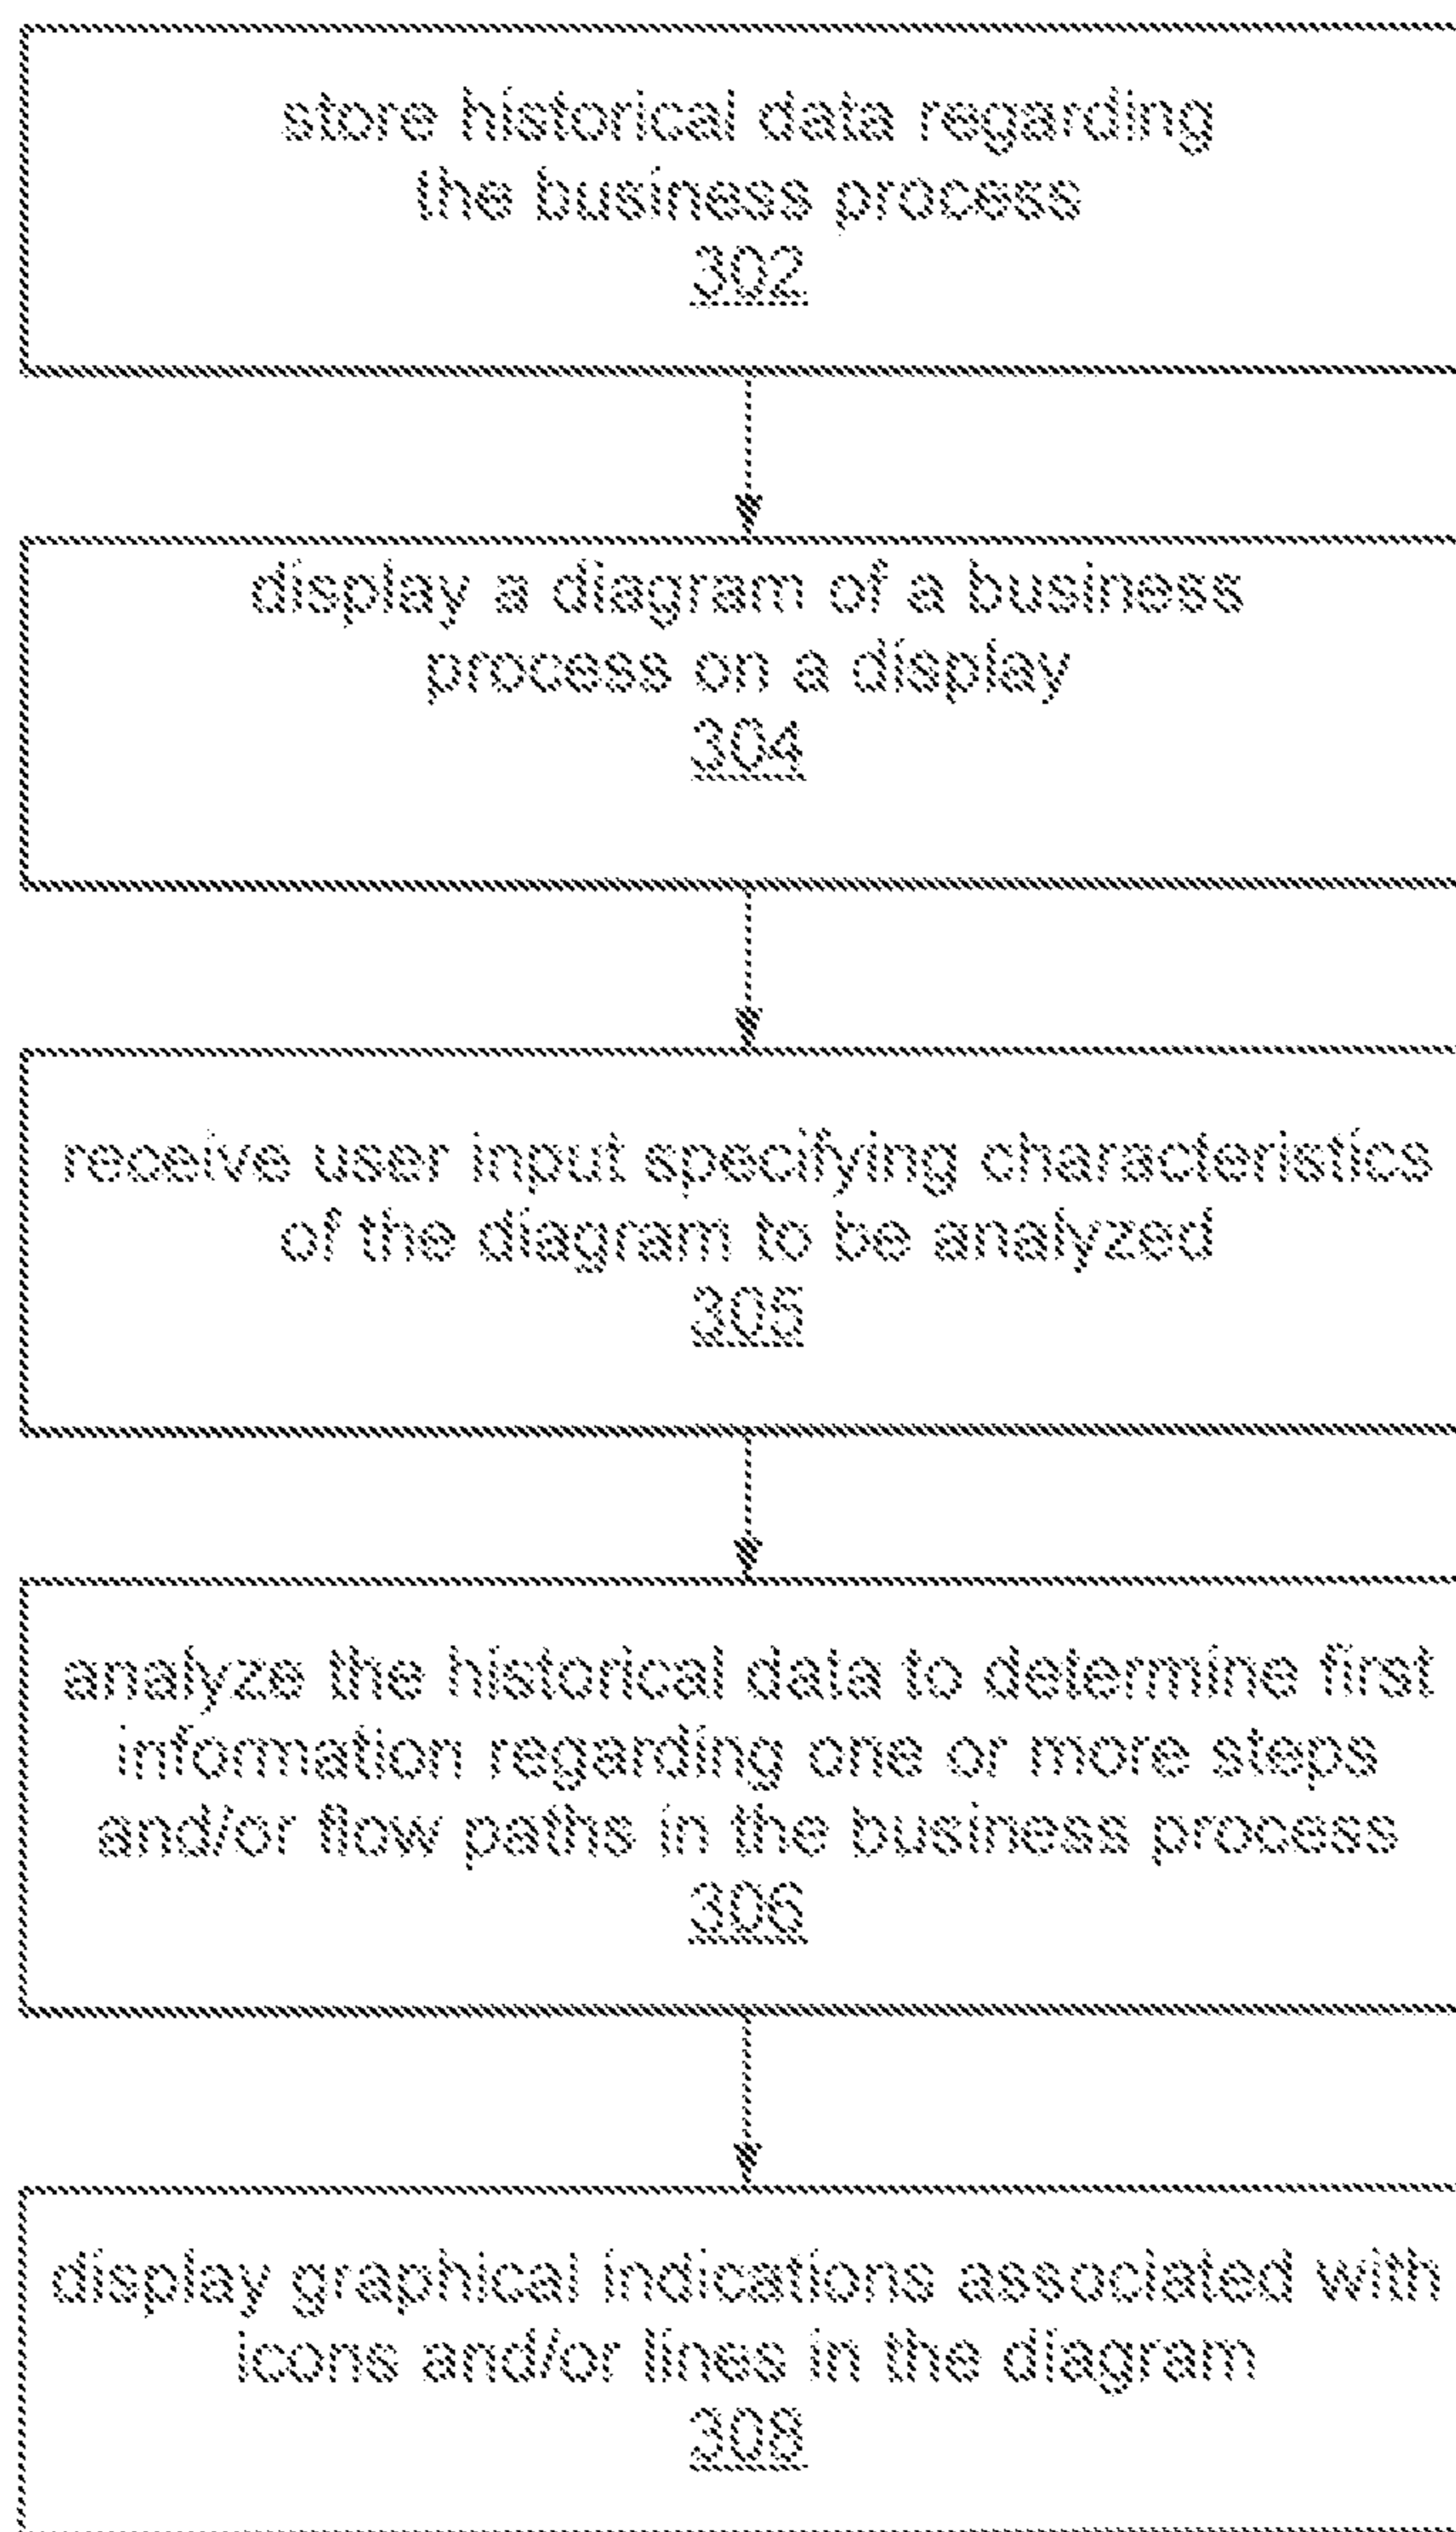 store historical data regarding
the business process
302
display a diagram of a business
process on a display
304
receive user input specifying characteristics
of the diagram to be analyzed
305
analyze the historical data to determine first
information regarding one or more steps
and/or flow paths in the business process
306
display graphical indications associated with
icons and/or lines in the diagram
308